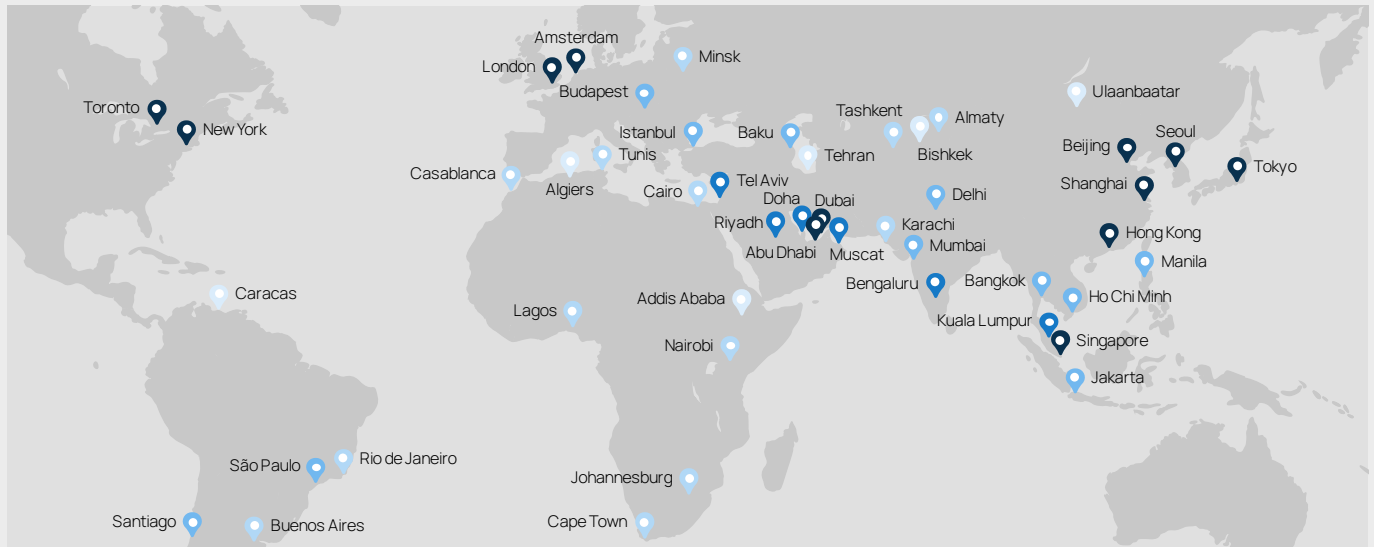 Amsterdam
London
Minsk
Budapest
Ulaanbaatar
Toronto
New York
Istanbul
Baku
Tashkent
Almaty
Bishkek
Seoul
Beijing
Tokyo
Shanghai
Tunis
Tehran
Casablanca
Algiers
Cairo
Tel Aviv
Delhi
Doha
Dubai
Riyadh
Abu Dhabi
Muscat
Karachi
Mumbai
Hong Kong
Manila
Bengaluru
Bangkok
Ho Chi Minh
Caracas
Addis Ababa
Lagos
Kuala Lumpur
Singapore
Nairobi
Jakarta
São Paulo
Rio de Janeiro
Johannesburg
Santiago
Buenos Aires
Cape Town